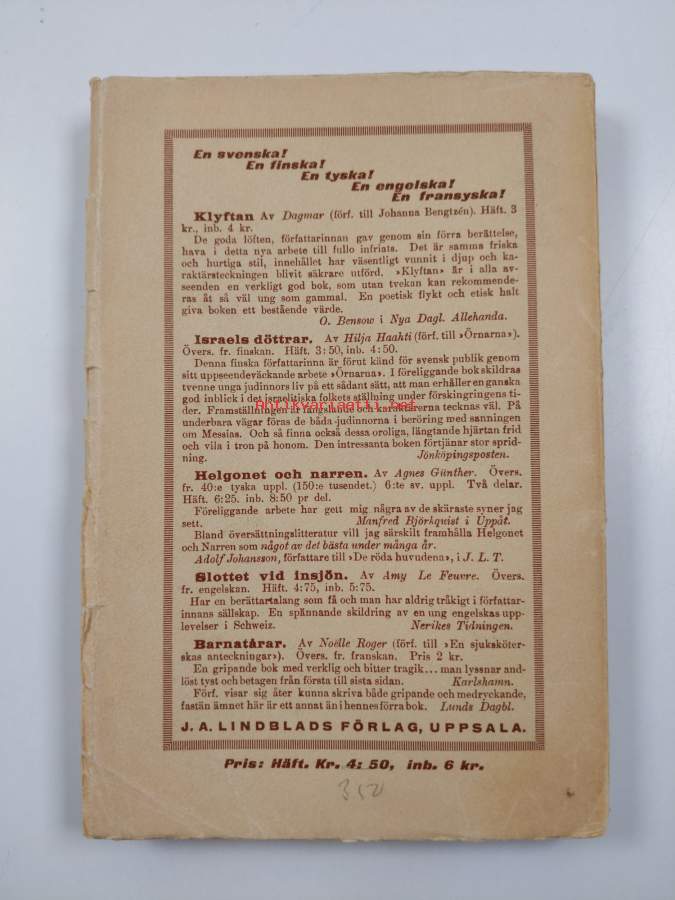 En svenska!
En finska!
En tyska!
En engelska!
En fransyska!
Klyftan Av Dagmar (förf. till Johanna Bengtzén). Häft. 3
kr., inb. 4 kr.
De goda löften, författarinnan gav genom sin förra berättelse,
hava i detta nya arbete till fullo infriats. Det är samma friska
och hurtiga stil, innehållet har väsentligt vunnit i djup och ka-
raktärsteckningen blivit säkrare utförd. »Klyftan» är i alla av-
seenden en verkligt god bok, som utan tvekan kan rekommende-
ras åt så väl ung som gammal. En poetisk flykt och etisk halt
giva boken ett bestående värde.
O. Bensow i Nya Dagl. Allehanda.
Israels döttrar. Av Hilja Haahti (förf. till »Örnarna»).
Övers. fr. finskan. Häft. 3:50, inb. 4:50.
Denna finska författarinna är förut känd för svensk publik genom
sitt uppseendeväckande arbete »Örnarna». I föreliggande bok skildras
tvenne unga judinnors liv på ett sådant sätt, att man erhåller en ganska
god inblick i det israelitiska folkets ställning under förskingringens ti-
der. Framställningen är fängslande och karaktärerna tecknas väl. På
underbara vägar föras de båda judinnorna i beröring med sanningen
om Messias. Och så finna också dessa oroliga, längtande hjärtan frid
och vila i tron på honom. Den intressanta boken förtjänar stor sprid-
ning. Jönköpingsposten.
Helgonet och narren. Av Agnes Günther. Övers.
fr. 40:e tyska uppl. (150:e tusendet.) 6:te sv. uppl. Två delar.
Häft. 6:25. inb. 8:50 pr del.
Föreliggande arbete har gett mig några av de skäraste syner jag
sett. Manfred Björkquist i Uppåt.
Bland översättningslitteratur vill jag särskilt framhålla Helgonet
och Narren som något av det bästa under många år.
Adolf Johansson, författare till »De röda huvudena», i J. L. T.
Slottet vid insjön. Av Amy Le Feuvre. Övers.
fr. engelskan. Häft. 4:75, inb. 5:75.
Har en berättartalang som få och man har aldrig tråkigt i författar-
innans sällskap. En spännande skildring av en ung engelskas upp-
levelser i Schweiz. Nerikes Tidningen.
Barnatårar. Av Noëlle Roger (förf. till »En sjuksköter-
skas anteckningar»). Övers. fr. franskan. Pris 2 kr.
En gripande bok med verklig och bitter tragik... man lyssnar and-
löst tyst och betagen från första till sista sidan. Karlshamn.
Förf. visar sig åter kunna skriva både gripande och medryckande,
fastän ämnet här är ett annat än i hennes förra bok. Lunds Dagbl.
J. A. LINDBLADS FÖRLAG, UPPSALA.
Pris: Häft. Kr. 4: 50, inb. 6 kr.